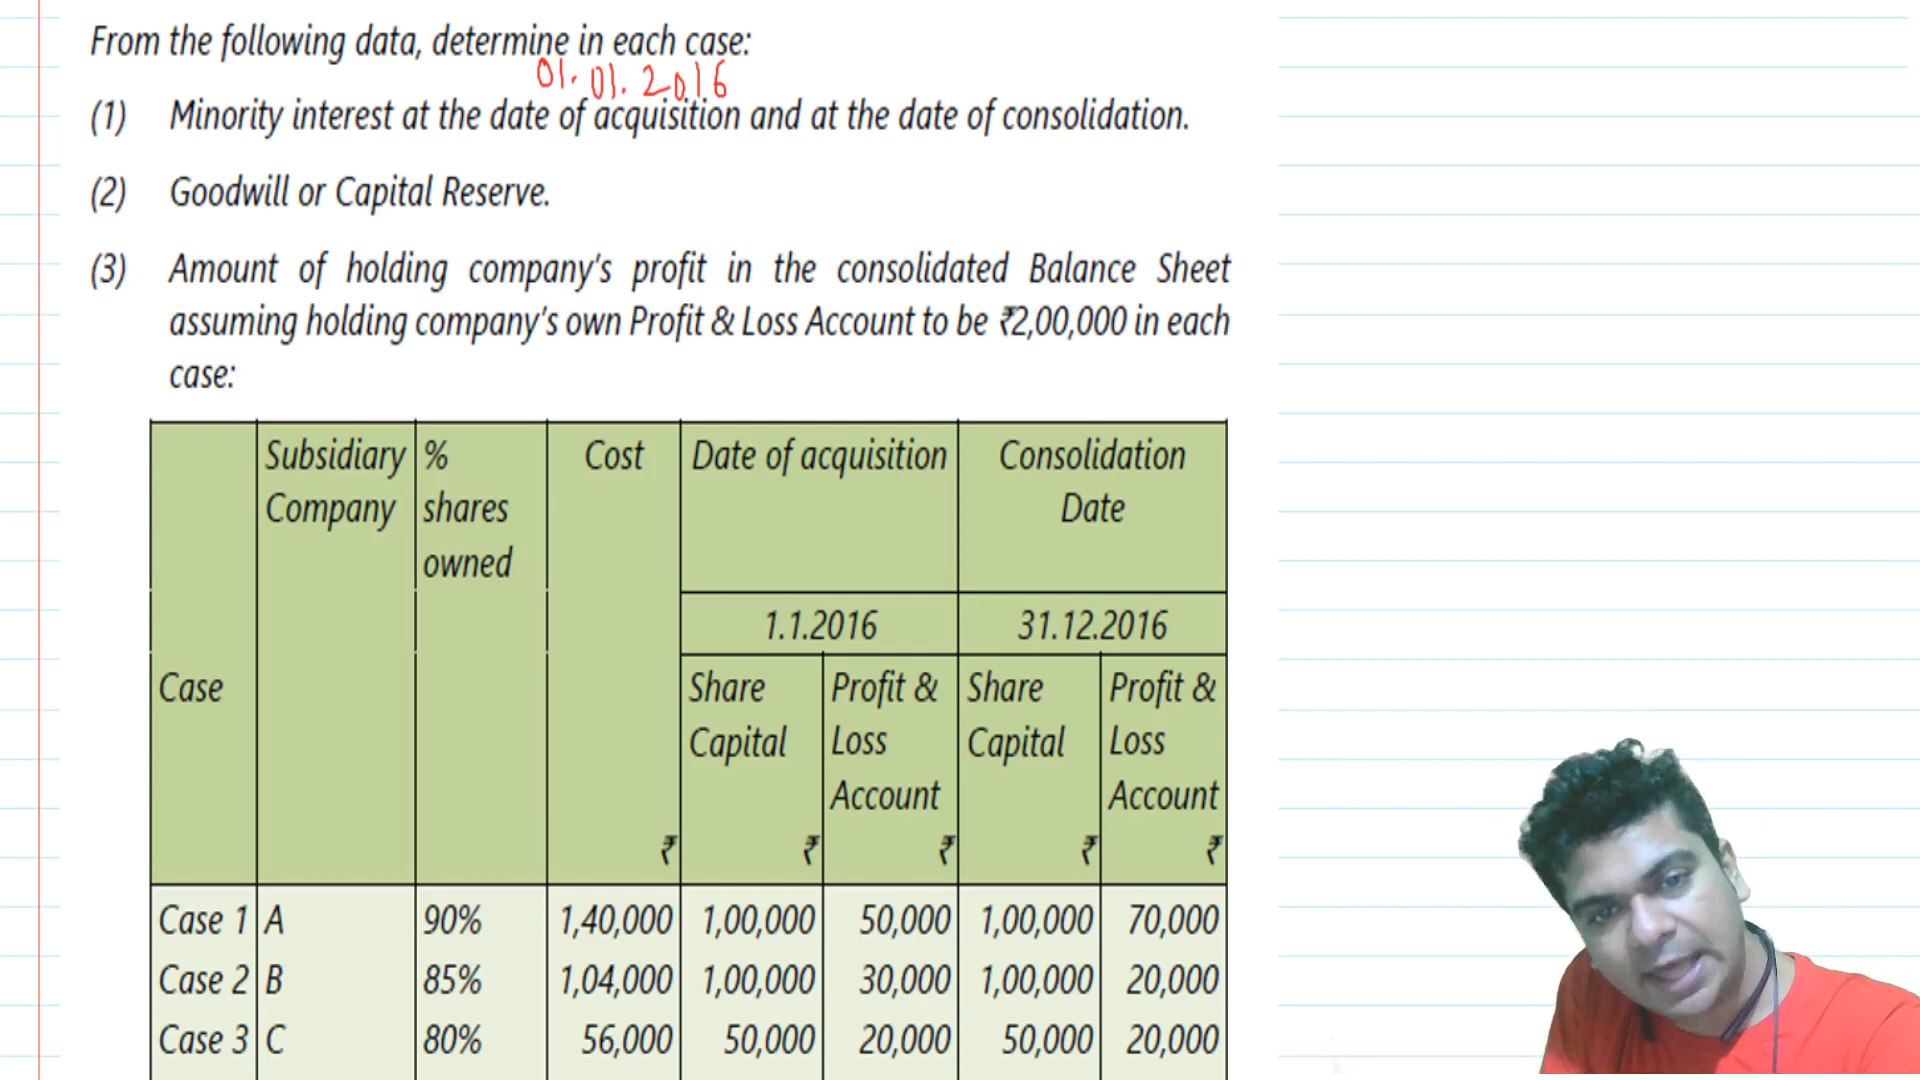 From the following data, determine in each case:
01.01.2016
(1) Minority interest at the date of acquisition and at the date of consolidation.
(2) Goodwill or Capital Reserve.
(3) Amount of holding company's profit in the consolidated Balance Sheet
assuming holding company's own Profit & Loss Account to be ₹2,00,000 in each
case:
Subsidiary % Cost Date of acquisition Consolidation
Company shares Date
owned
1.1.2016 31.12.2016
Case Share Profit & Share Profit &
Capital Loss Capital Loss
Account Account
₹ ₹ ₹ ₹ ₹
Case 1 A 90% 1,40,000 1,00,000 50,000 1,00,000 70,000
Case 2 B 85% 1,04,000 1,00,000 30,000 1,00,000 20,000
Case 3 C 80% 56,000 50,000 20,000 50,000 20,000